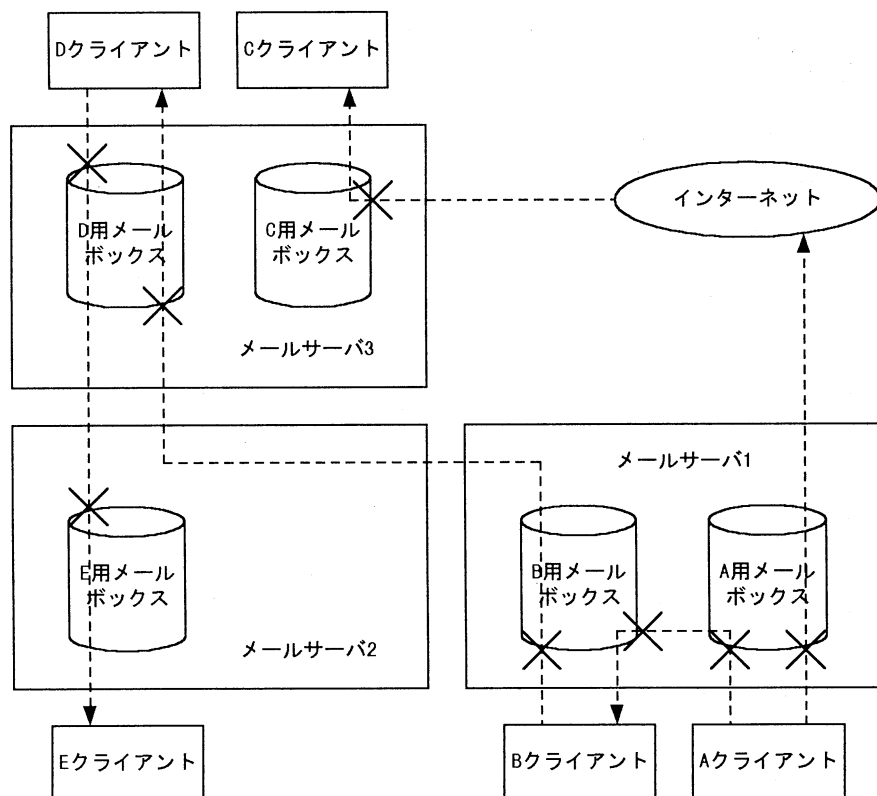 Dクライアント
Cクライアント
D用メール
ボックス
C用メール
ボックス
インターネット
メールサーバ3
メールサーバ1
E用メール
ボックス
B用メール
ボックス
A用メール
ボックス
メールサーバ2
Eクライアント
Bクライアント
Aクライアント